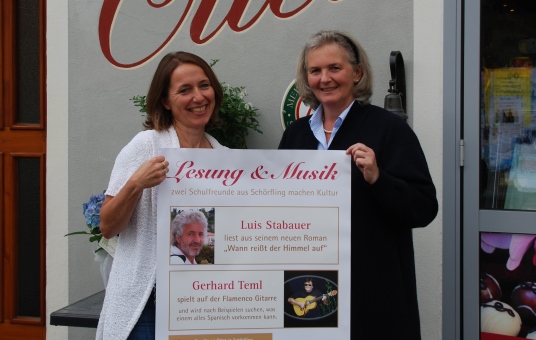 Lesung & Musik
zwei Schulfreunde aus Schörfling machen Kultur
Luis Stabauer
liest aus seinem neuen Roman
„Wann reißt der Himmel auf"
Gerhard Teml
spielt auf der Flamenco Gitarre
und wird nach Beispielen suchen, was
einem alles Spanisch vorkommen kann.